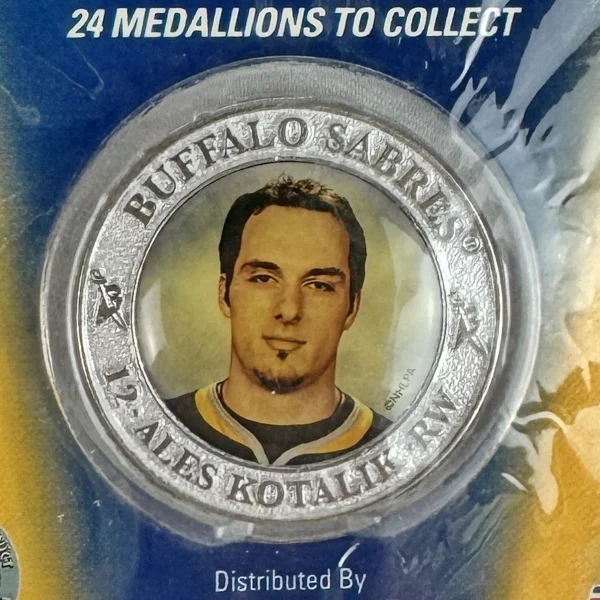 24 MEDALLIONS TO COLLECT
BUFFALO SABRES®
©NHLPA
12-ALES KOTALIK RW
Distributed By